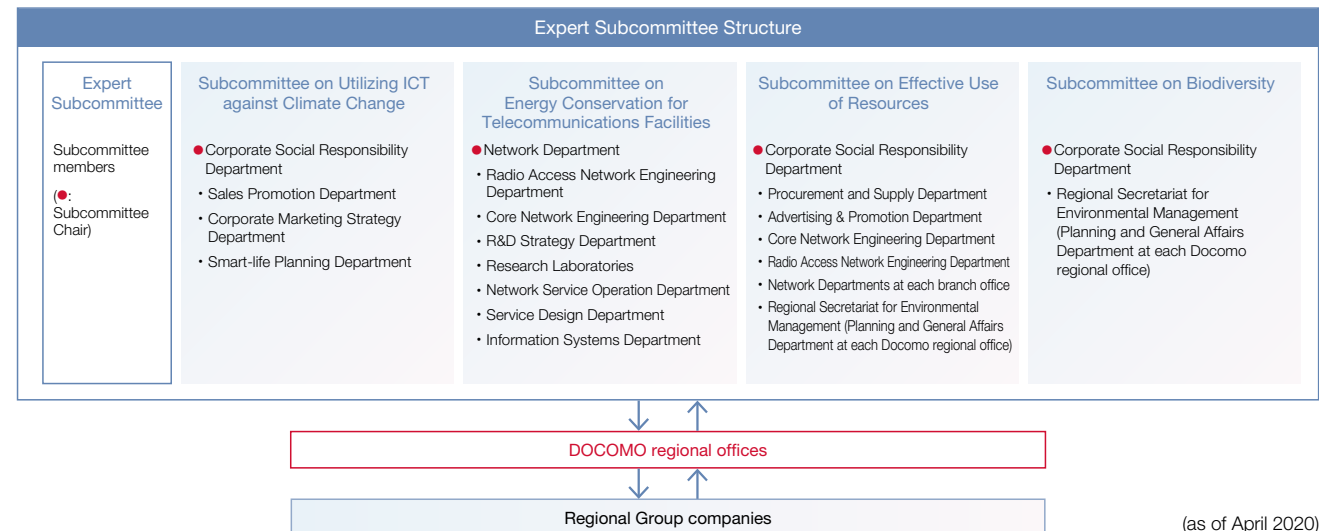 Expert Subcommittee Structure
Expert
Subcommittee
Subcommittee
members
(●:
Subcommittee
Chair)
Subcommittee on Utilizing ICT
against Climate Change
●Corporate Social Responsibility
Department
・Sales Promotion Department
・Corporate Marketing Strategy
Department
・Smart-life Planning Department
Subcommittee on
Energy Conservation for
Telecommunications Facilities
●Network Department
・Radio Access Network Engineering
Department
・Core Network Engineering Department
・R&D Strategy Department
・Research Laboratories
・Network Service Operation Department
・Service Design Department
・Information Systems Department
Subcommittee on Effective Use
of Resources
●Corporate Social Responsibility
Department
・Procurement and Supply Department
・Advertising & Promotion Department
・Core Network Engineering Department
・Radio Access Network Engineering Department
・Network Departments at each branch office
・Regional Secretariat for Environmental
Management (Planning and General Affairs
Department at each Docomo regional office)
Subcommittee on Biodiversity
●Corporate Social Responsibility
Department
・Regional Secretariat for
Environmental Management
(Planning and General Affairs
Department at each Docomo
regional office)
DOCOMO regional offices
Regional Group companies
(as of April 2020)